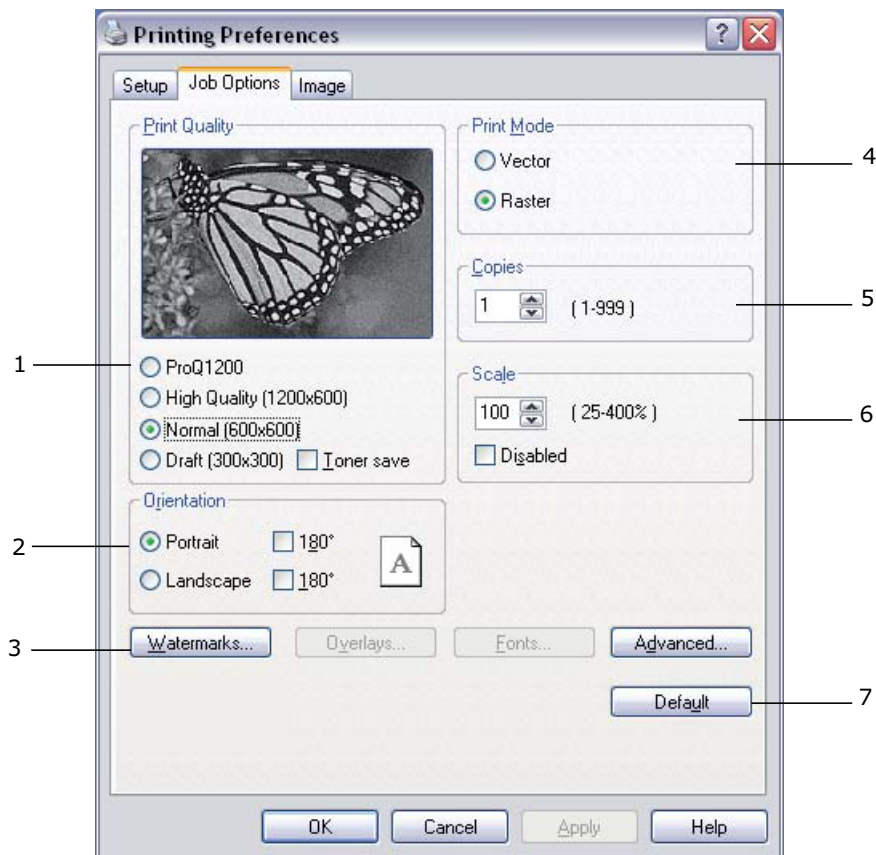 Printing Preferences
Setup Job Options Image
Print Quality
1
ProQ1200
High Quality (1200x600)
Normal (600x600)
Draft (300x300) Toner save
Orientation
2
Portrait 180°
Landscape 180°
A
Print Mode
Vector
Raster
4
Copies
1 (1-999)
5
Scale
100 (25-400%)
Disabled
6
3
Watermarks... Overlays... Fonts... Advanced...
Default
7
OK Cancel Apply Help